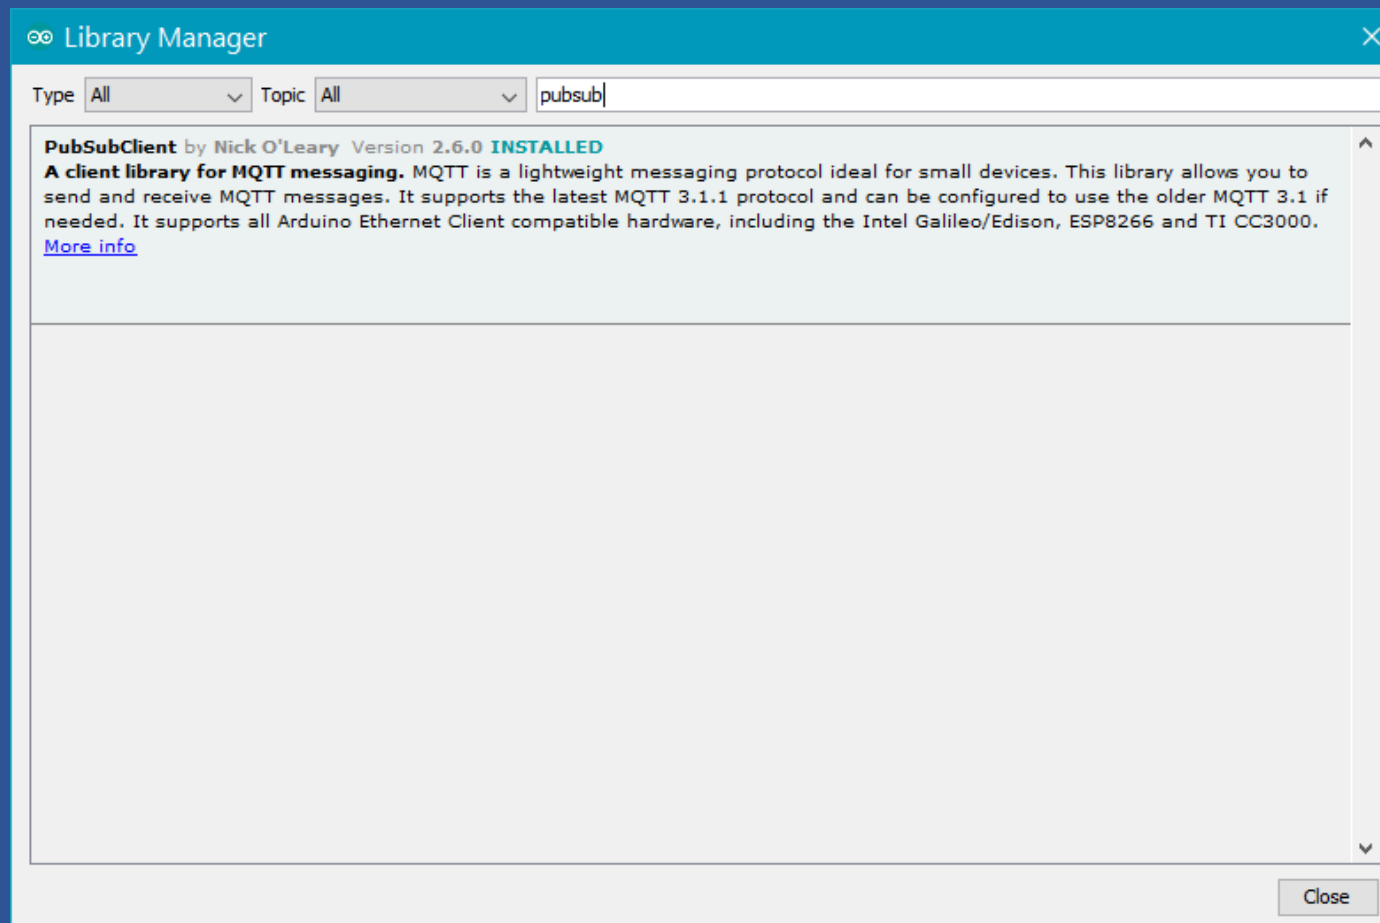 Library Manager
Type All Topic All pubsub
PubSubClient by Nick O'Leary Version 2.6.0 INSTALLED
A client library for MQTT messaging. MQTT is a lightweight messaging protocol ideal for small devices. This library allows you to
send and receive MQTT messages. It supports the latest MQTT 3.1.1 protocol and can be configured to use the older MQTT 3.1 if
needed. It supports all Arduino Ethernet Client compatible hardware, including the Intel Galileo/Edison, ESP8266 and TI CC3000.
More info
Close